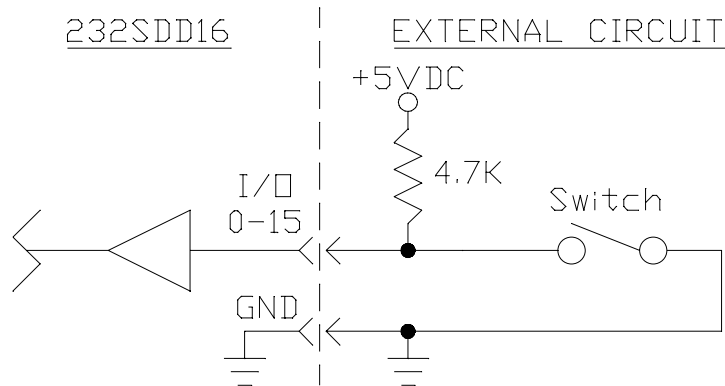 232SDD16
EXTERNAL CIRCUIT
+5VDC
4.7K
I/O
0-15
Switch
GND